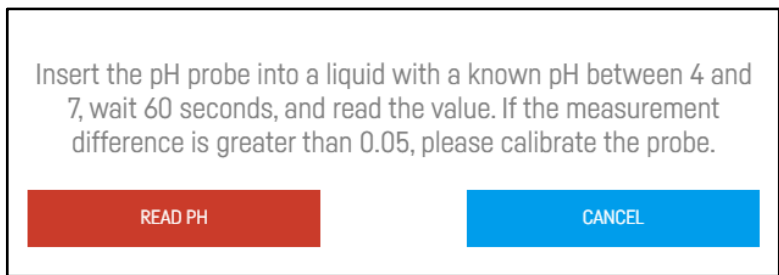 Insert the pH probe into a liquid with a known pH between 4 and
7, wait 60 seconds, and read the value. If the measurement
difference is greater than 0.05, please calibrate the probe.
READ PH
CANCEL